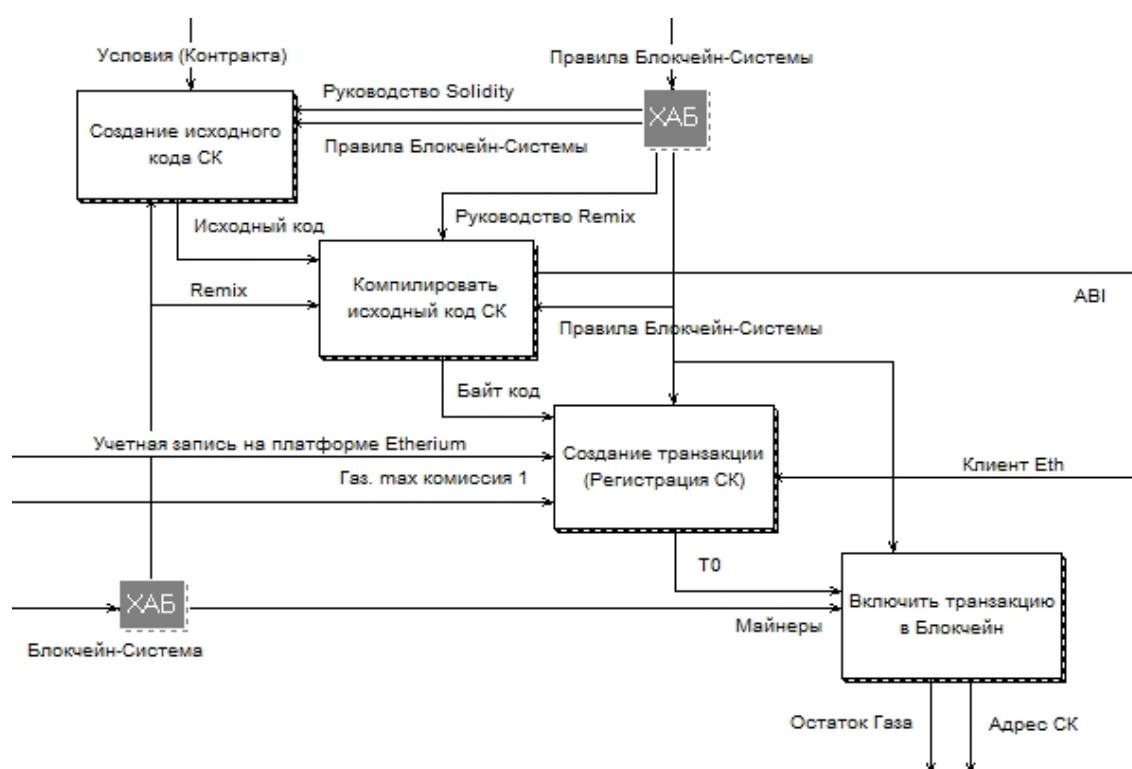 Условия (Контракта)
Правила Блокчейн-Системы
Руководство Solidity
ХАБ
Создание исходного
кода СК
Правила Блокчейн-Системы
Исходный код
Руководство Remix
Компилировать
исходный код СК
Remix
ABI
Правила Блокчейн-Системы
Байт код
Учетная запись на платформе Etherium
Создание транзакции
(Регистрация СК)
Клиент Eth
Газ. max комиссия 1
T0
ХАБ
Включить транзакцию
в Блокчейн
Майнеры
Блокчейн-Система
Остаток Газа
Адрес СК